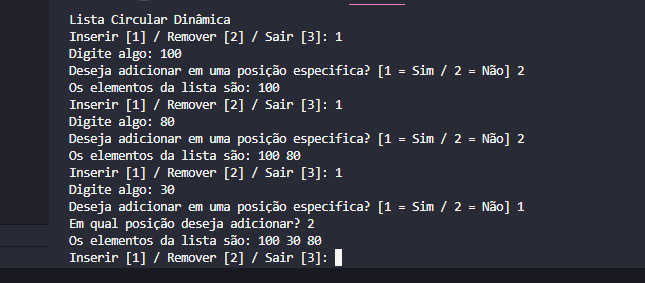 Lista Circular Dinâmica
Inserir [1] / Remover [2] / Sair [3]: 1
Digite algo: 100
Deseja adicionar em uma posição especifica? [1 = Sim / 2 = Não] 2
Os elementos da lista são: 100
Inserir [1] / Remover [2] / Sair [3]: 1
Digite algo: 80
Deseja adicionar em uma posição especifica? [1 = Sim / 2 = Não] 2
Os elementos da lista são: 100 80
Inserir [1] / Remover [2] / Sair [3]: 1
Digite algo: 30
Deseja adicionar em uma posição especifica? [1 = Sim / 2 = Não] 1
Em qual posição deseja adicionar? 2
Os elementos da lista são: 100 30 80
Inserir [1] / Remover [2] / Sair [3]: